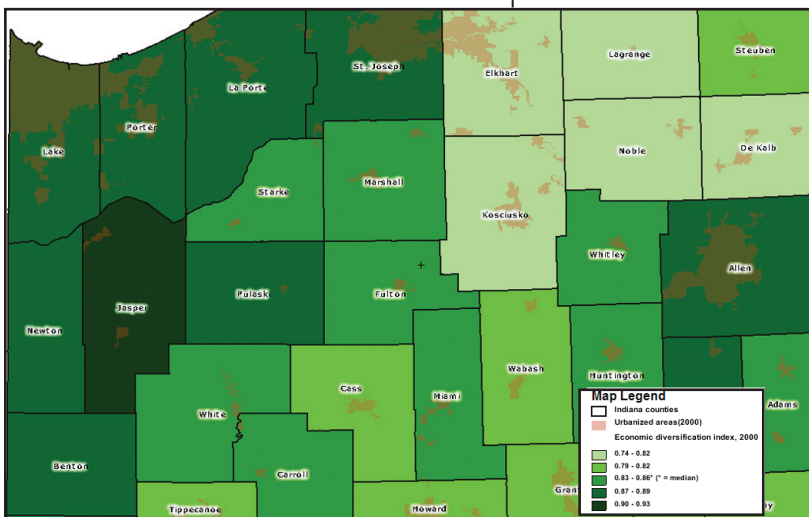 Steuben
Lagrange
Elkhart
St. Joseph
La Porte
Porter
Lake
De Kalb
Noble
Marshall
Starke
Kosciusko
Whitley
Allen
Jasper
Pulask
Fulton
Newton
Wabash
Huntington
Cass
Miami
White
Adams
Benton
Carroll
Tippecanoe
Howard
Grant
Map Legend
Indiana counties
Urbanized areas(2000)
Economic diversification index, 2000
0.74 - 0.82
0.79 - 0.82
0.83 - 0.86* (* = median)
0.87 - 0.89
0.90 - 0.93